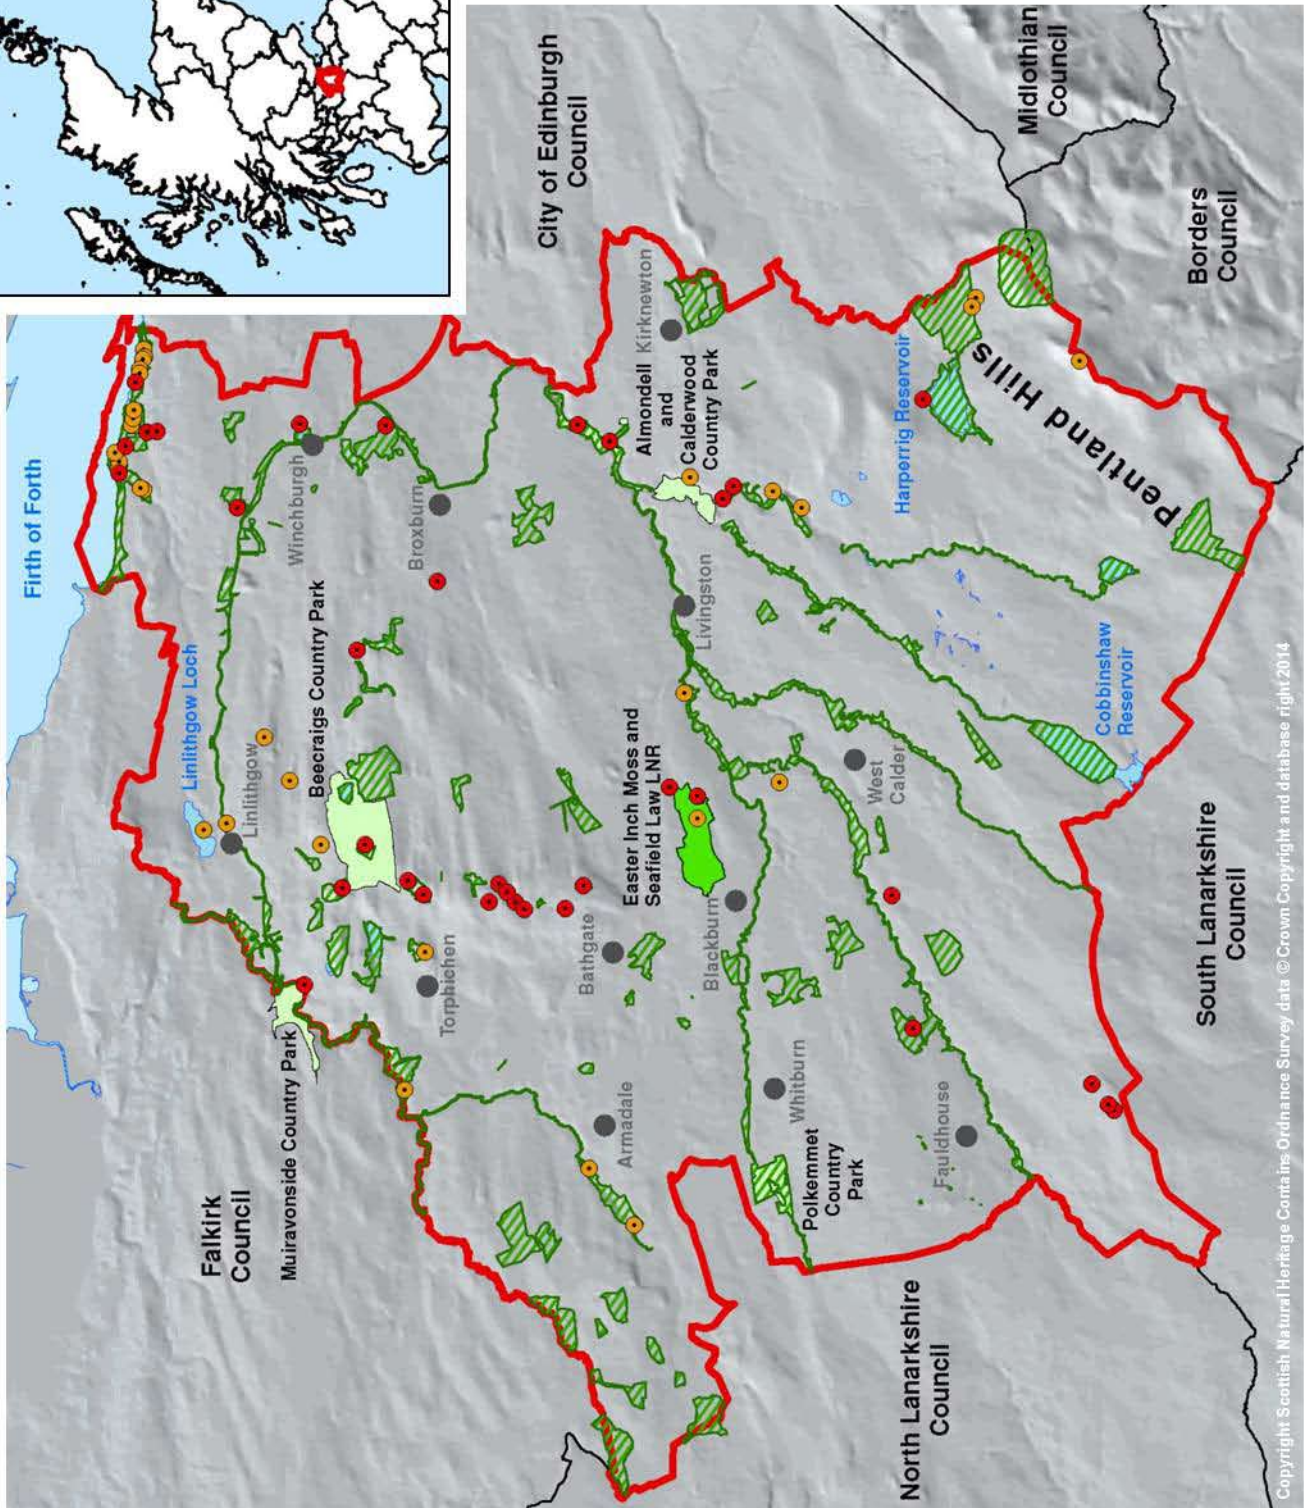 Firth of Forth
City of Edinburgh
Council
Midlothian
Council
Borders
Council
South Lanarkshire
Council
North Lanarkshire
Council
Falkirk
Council
Linlithgow Loch
Linlithgow
Winchburgh
Broxburn
Beecraigs Country Park
Kirknewton
Almondell
and
Calderwood
Country Park
Harperrig Reservoir
Pentland Hills
Livingston
Easter Inch Moss and
Seafield Law LNR
West
Calder
Cobbinshaw
Reservoir
Muiravonside Country Park
Torphichen
Bathgate
Blackburn
Armadale
Whitburn
Polkemmet
Country
Park
Fauldhouse
Copyright Scottish Natural Heritage Contains Ordnance Survey data © Crown Copyright and database right 2014